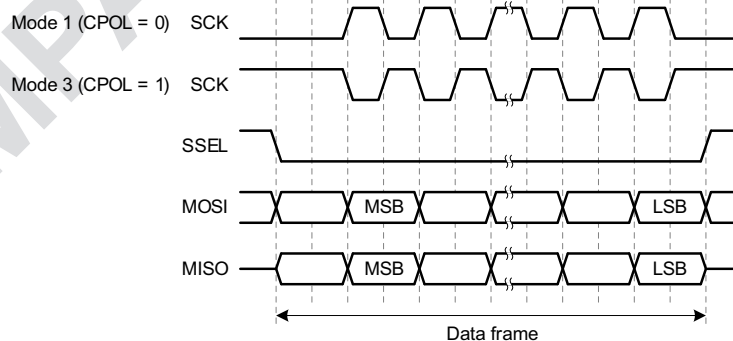 Mode 1 (CPOL = 0) SCK
Mode 3 (CPOL = 1) SCK
SSEL
MOSI MSB LSB
MISO MSB LSB
Data frame
MPA